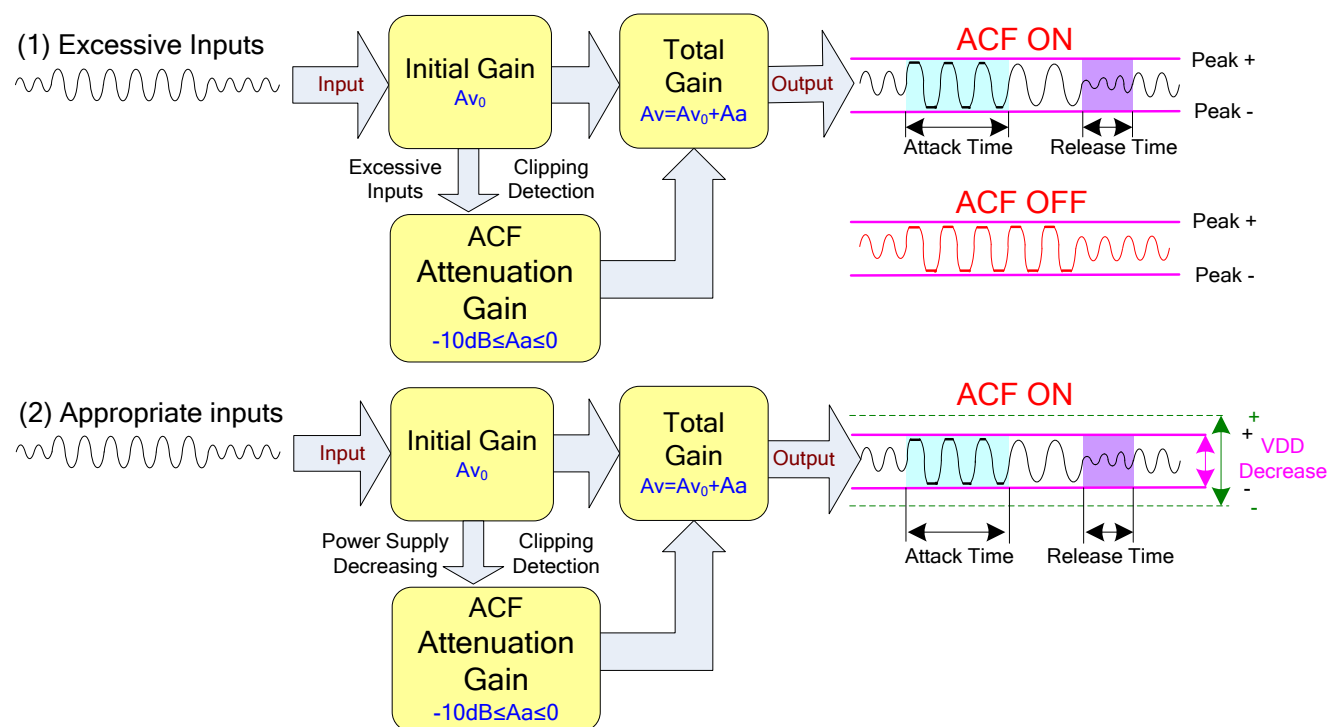 (1) Excessive Inputs
Input
Initial Gain
Av₀
Excessive
Inputs
Clipping
Detection
ACF
Attenuation
Gain
-10dB≤Aa≤0
Total
Gain
Av=Av₀+Aa
Output
ACF ON
Peak +
Peak -
Attack Time
Release Time
ACF OFF
Peak +
Peak -
(2) Appropriate inputs
Input
Initial Gain
Av₀
Power Supply
Decreasing
Clipping
Detection
ACF
Attenuation
Gain
-10dB≤Aa≤0
Total
Gain
Av=Av₀+Aa
Output
ACF ON
+
+
VDD
Decrease
-
-
Attack Time
Release Time